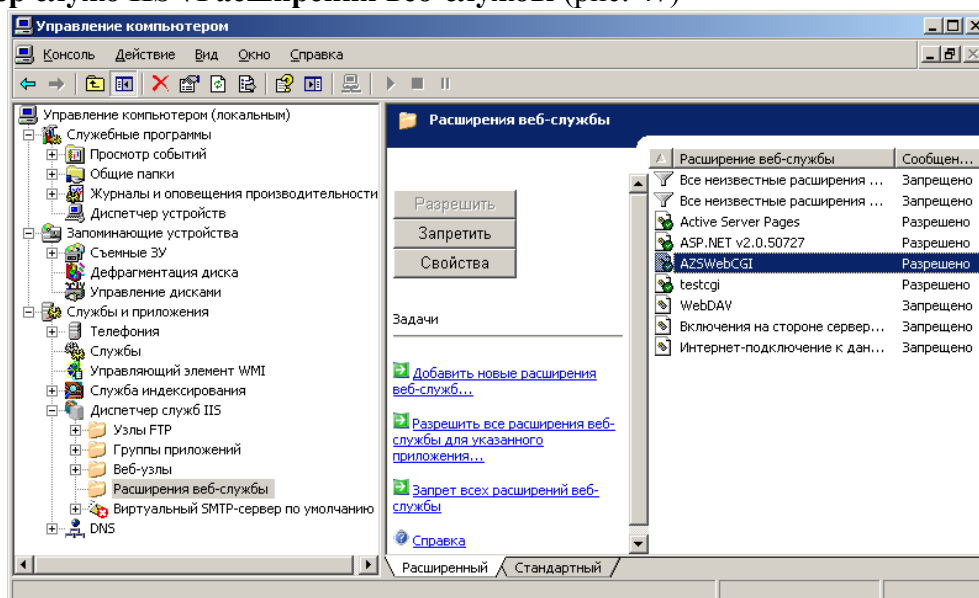 р служб IIS \ Расширения веб-службы (рис. 47)
Управление компьютером
Консоль Действие Вид Окно Справка
Управление компьютером (локальным)
Служебные программы
Просмотр событий
Общие папки
Журналы и оповещения производительности
Диспетчер устройств
Запоминающие устройства
Съемные ЗУ
Дефрагментация диска
Управление дисками
Службы и приложения
Телефония
Службы
Управляющий элемент WMI
Служба индексирования
Диспетчер служб IIS
Узлы FTP
Группы приложений
Веб-узлы
Расширения веб-службы
Виртуальный SMTP-сервер по умолчанию
DNS
Расширения веб-службы
Разрешить
Запретить
Свойства
Задачи
Добавить новые расширения
веб-служб...
Разрешить все расширения веб-
службы для указанного
приложения...
Запрет всех расширений веб-
службы
Справка
Расширение веб-службы Сообщен...
Все неизвестные расширения ... Запрещено
Все неизвестные расширения ... Запрещено
Active Server Pages Разрешено
ASP.NET v2.0.50727 Разрешено
AZSWebCGI Разрешено
testcgi Разрешено
WebDAV Запрещено
Включения на стороне сервер... Запрещено
Интернет-подключение к дан... Запрещено
Расширенный Стандартный